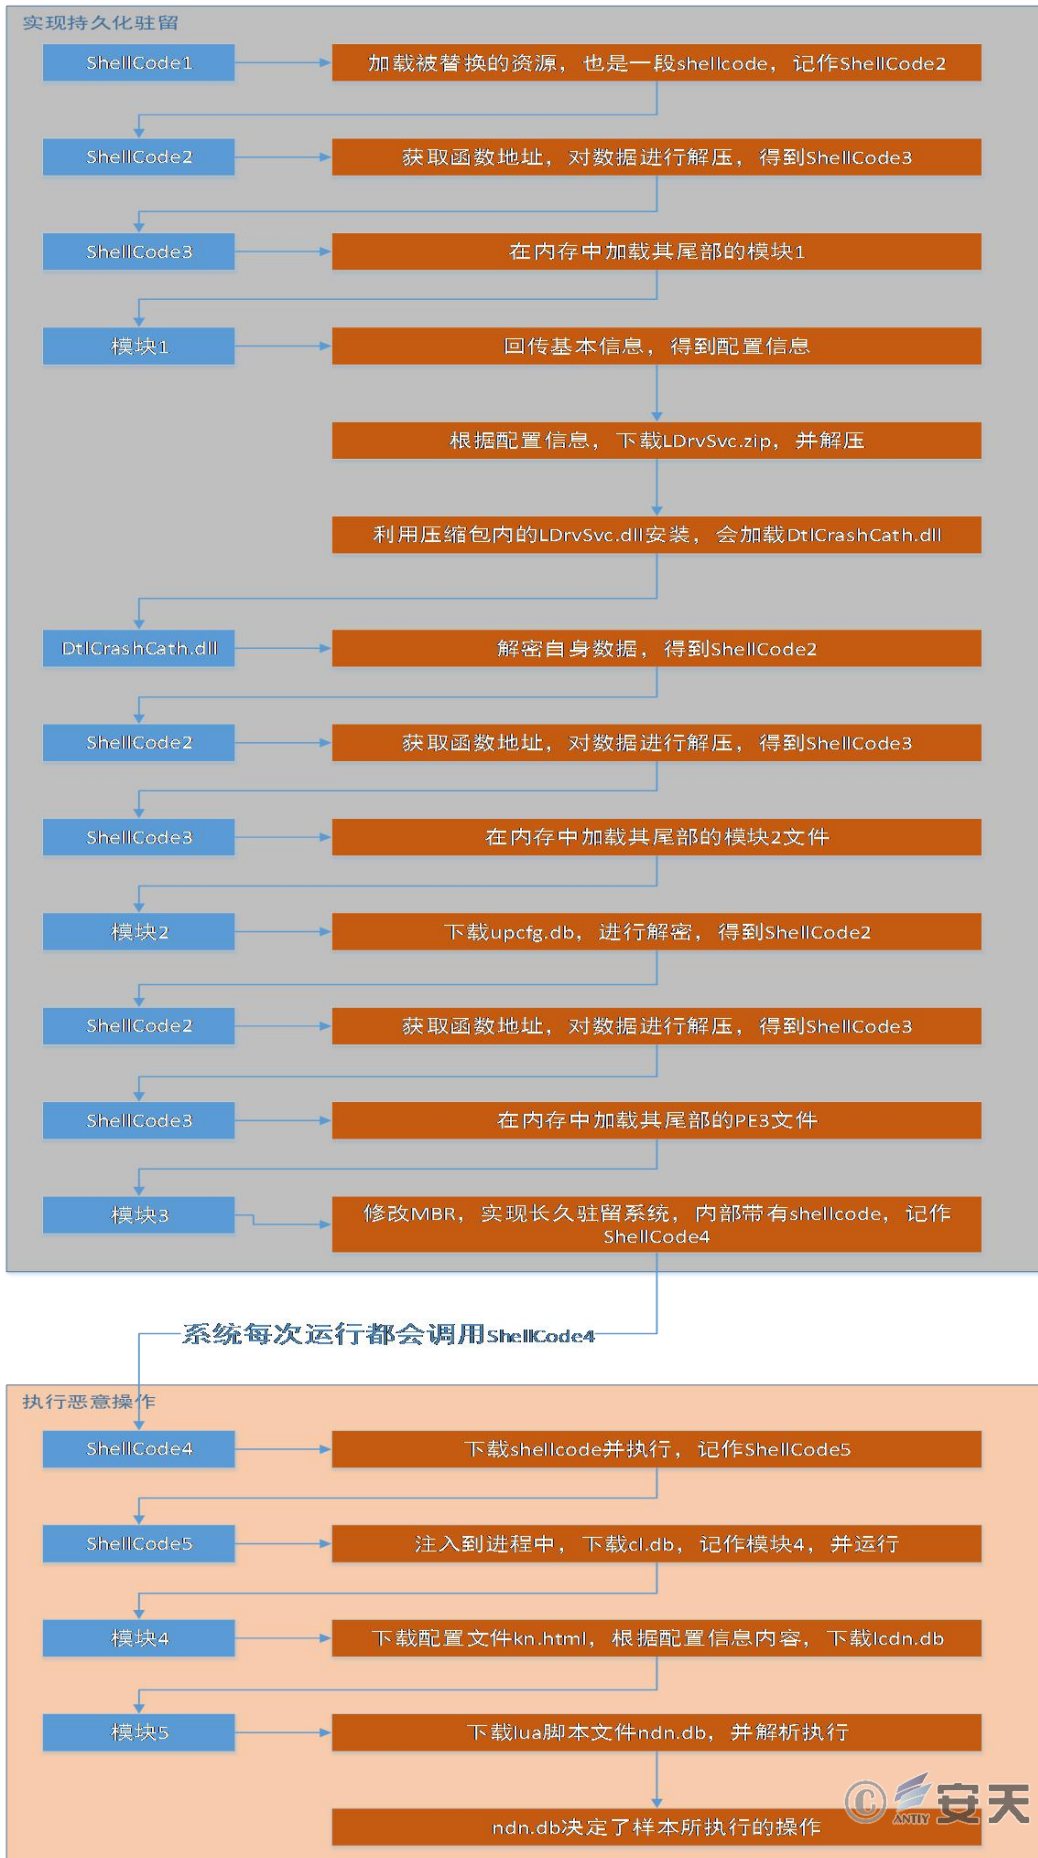 实现持久化驻留
ShellCode1
加载被替换的资源，也是一段shellcode，记作ShellCode2
ShellCode2
获取函数地址，对数据进行解压，得到ShellCode3
ShellCode3
在内存中加载其尾部的模块1
模块1
回传基本信息，得到配置信息
根据配置信息，下载LDrvSvc.zip，并解压
利用压缩包内的LDrvSvc.dll安装，会加载DtlCrashCath.dll
DtlCrashCath.dll
解密自身数据，得到ShellCode2
ShellCode2
获取函数地址，对数据进行解压，得到ShellCode3
ShellCode3
在内存中加载其尾部的模块2文件
模块2
下载upcfg.db，进行解密，得到ShellCode2
ShellCode2
获取函数地址，对数据进行解压，得到ShellCode3
ShellCode3
在内存中加载其尾部的PE3文件
模块3
修改MBR，实现长久驻留系统，内部带有shellcode，记作
ShellCode4
系统每次运行都会调用ShellCode4
执行恶意操作
ShellCode4
下载shellcode并执行，记作ShellCode5
ShellCode5
注入到进程中，下载cl.db，记作模块4，并运行
模块4
下载配置文件kn.html，根据配置信息内容，下载lcdn.db
模块5
下载lua脚本文件ndn.db，并解析执行
ndn.db决定了样本所执行的操作
© ANTIY 安天